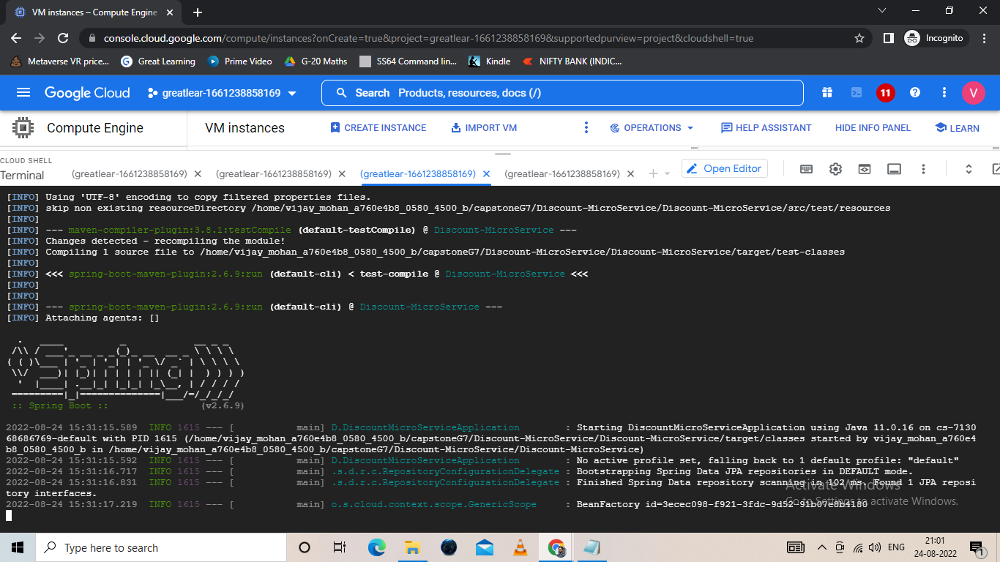 VM instances – Compute Engine
console.cloud.google.com/compute/instances?onCreate=true&project=greatlear-1661238858169&supportedpurview=project&cloudshell=true
Incognito
Metaverse VR price... Great Learning Prime Video G-20 Maths SS64 Command lin... Kindle NIFTY BANK (INDIC...
Google Cloud greatlear-1661238858169 Search Products, resources, docs (/) 11 V
Compute Engine VM instances CREATE INSTANCE IMPORT VM OPERATIONS HELP ASSISTANT HIDE INFO PANEL LEARN
CLOUD SHELL
Terminal (greatlear-1661238858169) (greatlear-1661238858169) (greatlear-1661238858169) (greatlear-1661238858169) Open Editor
[INFO] Using 'UTF-8' encoding to copy filtered properties files.
[INFO] skip non existing resourceDirectory /home/vijay_mohan_a760e4b8_0580_4500_b/capstoneG7/Discount-MicroService/Discount-MicroService/src/test/resources
[INFO]
[INFO] --- maven-compiler-plugin:3.8.1:testCompile (default-testCompile) @ Discount-MicroService ---
[INFO] Changes detected - recompiling the module!
[INFO] Compiling 1 source file to /home/vijay_mohan_a760e4b8_0580_4500_b/capstoneG7/Discount-MicroService/Discount-MicroService/target/test-classes
[INFO]
[INFO] <<< spring-boot-maven-plugin:2.6.9:run (default-cli) < test-compile @ Discount-MicroService <<<
[INFO]
[INFO]
[INFO] --- spring-boot-maven-plugin:2.6.9:run (default-cli) @ Discount-MicroService ---
[INFO] Attaching agents: []
:: Spring Boot :: (v2.6.9)
2022-08-24 15:31:15.589 INFO 1615 --- [ main] D.DiscountMicroServiceApplication : Starting DiscountMicroServiceApplication using Java 11.0.16 on cs-7130
68686769-default with PID 1615 (/home/vijay_mohan_a760e4b8_0580_4500_b/capstoneG7/Discount-MicroService/Discount-MicroService/target/classes started by vijay_mohan_a760e4
b8_0580_4500_b in /home/vijay_mohan_a760e4b8_0580_4500_b/capstoneG7/Discount-MicroService/Discount-MicroService)
2022-08-24 15:31:15.592 INFO 1615 --- [ main] D.DiscountMicroServiceApplication : No active profile set, falling back to 1 default profile: "default"
2022-08-24 15:31:16.717 INFO 1615 --- [ main] .s.d.r.c.RepositoryConfigurationDelegate : Bootstrapping Spring Data JPA repositories in DEFAULT mode.
2022-08-24 15:31:16.831 INFO 1615 --- [ main] .s.d.r.c.RepositoryConfigurationDelegate : Finished Spring Data repository scanning in 102 ms. Found 1 JPA reposi
tory interfaces.
2022-08-24 15:31:17.219 INFO 1615 --- [ main] o.s.cloud.context.scope.GenericScope : BeanFactory id=3ecec098-f921-3fdc-9d52-91b07e8b4180
Activate Windows
Go to Settings to activate Windows.
Type here to search
ENG
21:01
24-08-2022
1